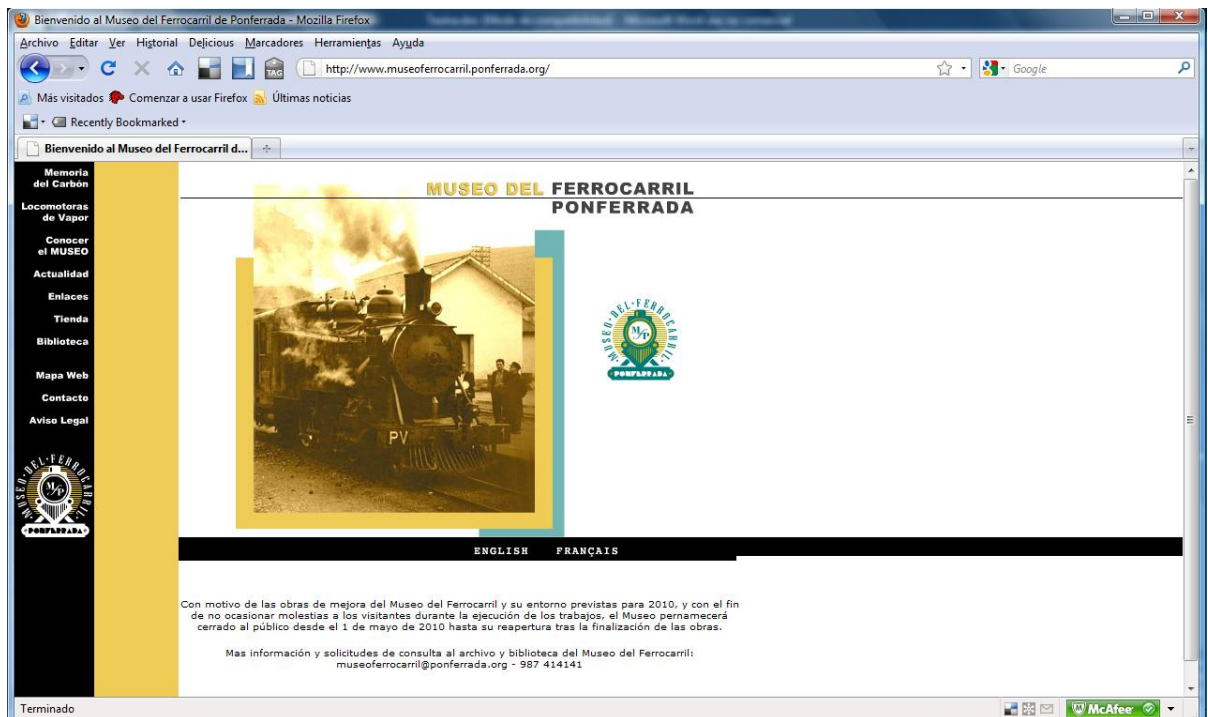 Bienvenido al Museo del Ferrocarril de Ponferrada - Mozilla Firefox
Archivo Editar Ver Historial Delicious Marcadores Herramientas Ayuda
TAG
http://www.museoferrocarril.ponferrada.org/
Google
Más visitados Comenzar a usar Firefox Últimas noticias
Recently Bookmarked
Bienvenido al Museo del Ferrocarril d...
Memoria
del Carbón
Locomotoras
de Vapor
Conocer
el MUSEO
Actualidad
Enlaces
Tienda
Biblioteca
Mapa Web
Contacto
Aviso Legal
MUSEO·DEL·FERROCARRIL
M/P
·PONFERRADA·
MUSEO DEL FERROCARRIL
PONFERRADA
PV 1
MUSEO·DEL·FERROCARRIL
M/P
·PONFERRADA·
ENGLISH FRANÇAIS
Con motivo de las obras de mejora del Museo del Ferrocarril y su entorno previstas para 2010, y con el fin
de no ocasionar molestias a los visitantes durante la ejecución de los trabajos, el Museo pernamecerá
cerrado al público desde el 1 de mayo de 2010 hasta su reapertura tras la finalización de las obras.
Mas información y solicitudes de consulta al archivo y biblioteca del Museo del Ferrocarril:
museoferrocarril@ponferrada.org - 987 414141
Terminado
McAfee